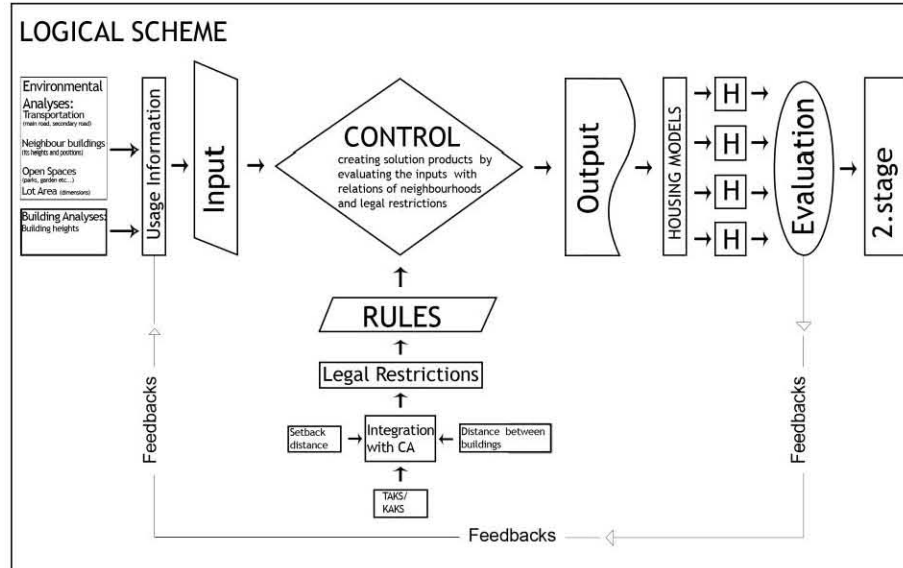 LOGICAL SCHEME
Environmental
Analyses:
Transportation
(main road, secondary road)
Neighbour buildings
(its heights and positions)
Open Spaces
(parks, garden etc...)
Lot Area (dimensions)
Building Analyses:
Building heights
Usage Information
Input
CONTROL
creating solution products by
evaluating the inputs with
relations of neighbourhoods
and legal restrictions
Output
HOUSING MODELS
H
H
H
H
Evaluation
2.stage
RULES
Legal Restrictions
Setback
distance
Integration
with CA
Distance between
buildings
TAKS/
KAKS
Feedbacks
Feedbacks
Feedbacks